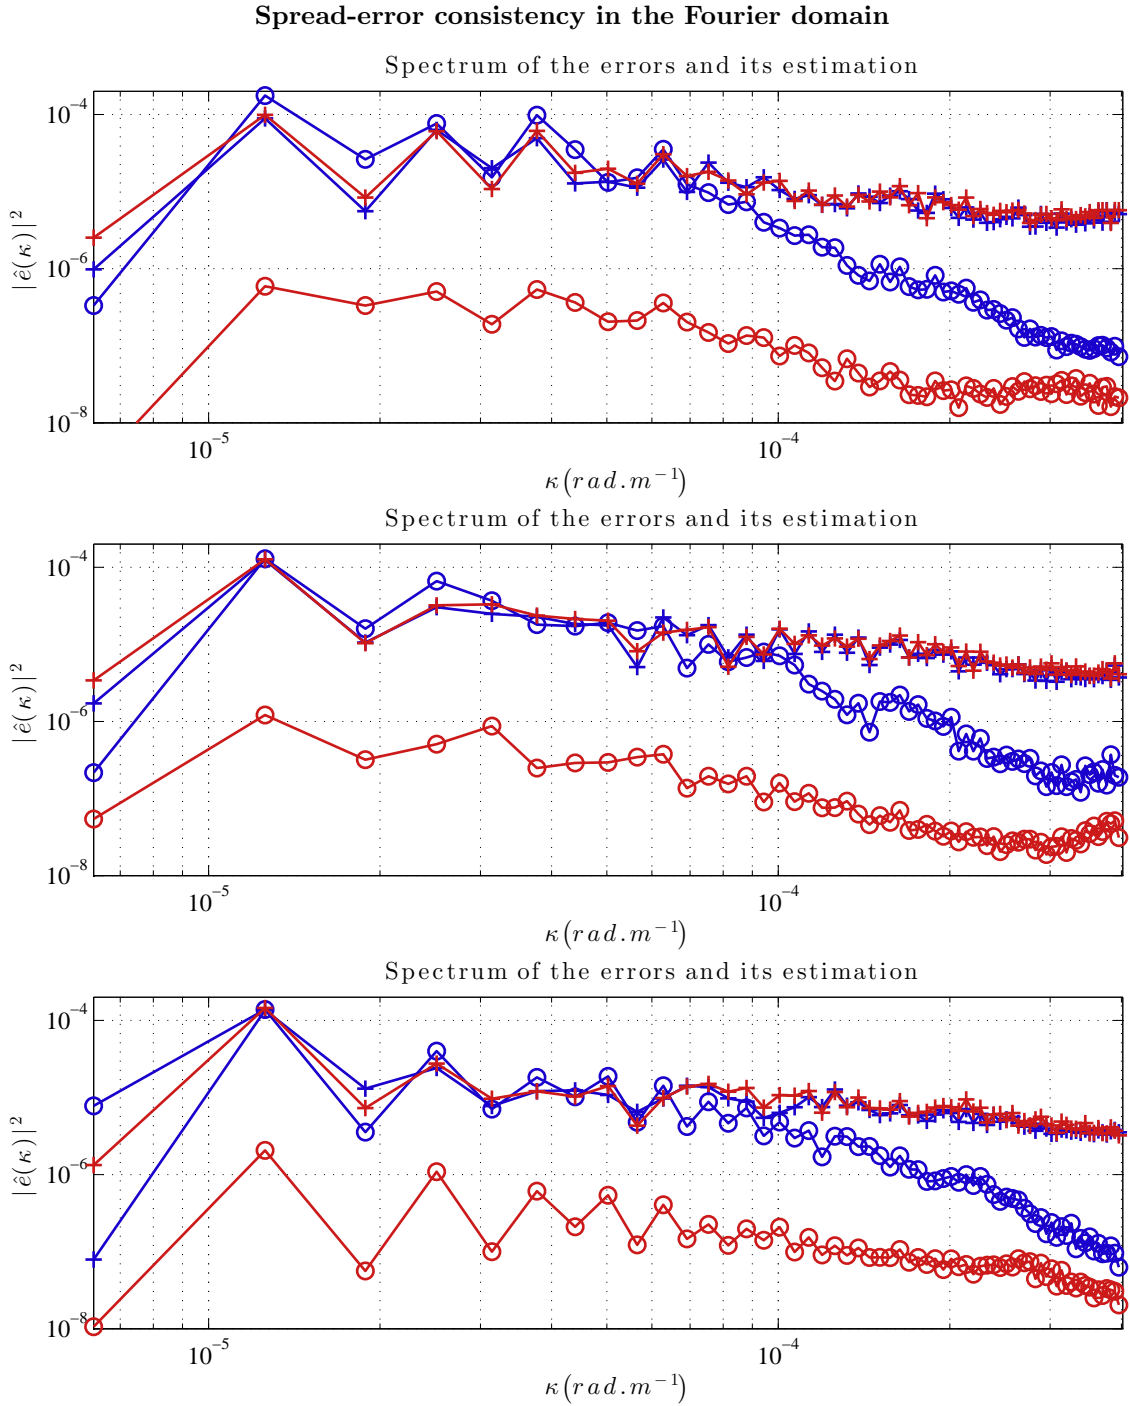 Spread-error consistency in the Fourier domain
Spectrum of the errors and its estimation
10⁻⁴
10⁻⁶
10⁻⁸
|ê(κ)|²
10⁻⁵ 10⁻⁴
κ(rad.m⁻¹)
Spectrum of the errors and its estimation
10⁻⁴
10⁻⁶
10⁻⁸
|ê(κ)|²
10⁻⁵ 10⁻⁴
κ(rad.m⁻¹)
Spectrum of the errors and its estimation
10⁻⁴
10⁻⁶
10⁻⁸
|ê(κ)|²
10⁻⁵ 10⁻⁴
κ(rad.m⁻¹)